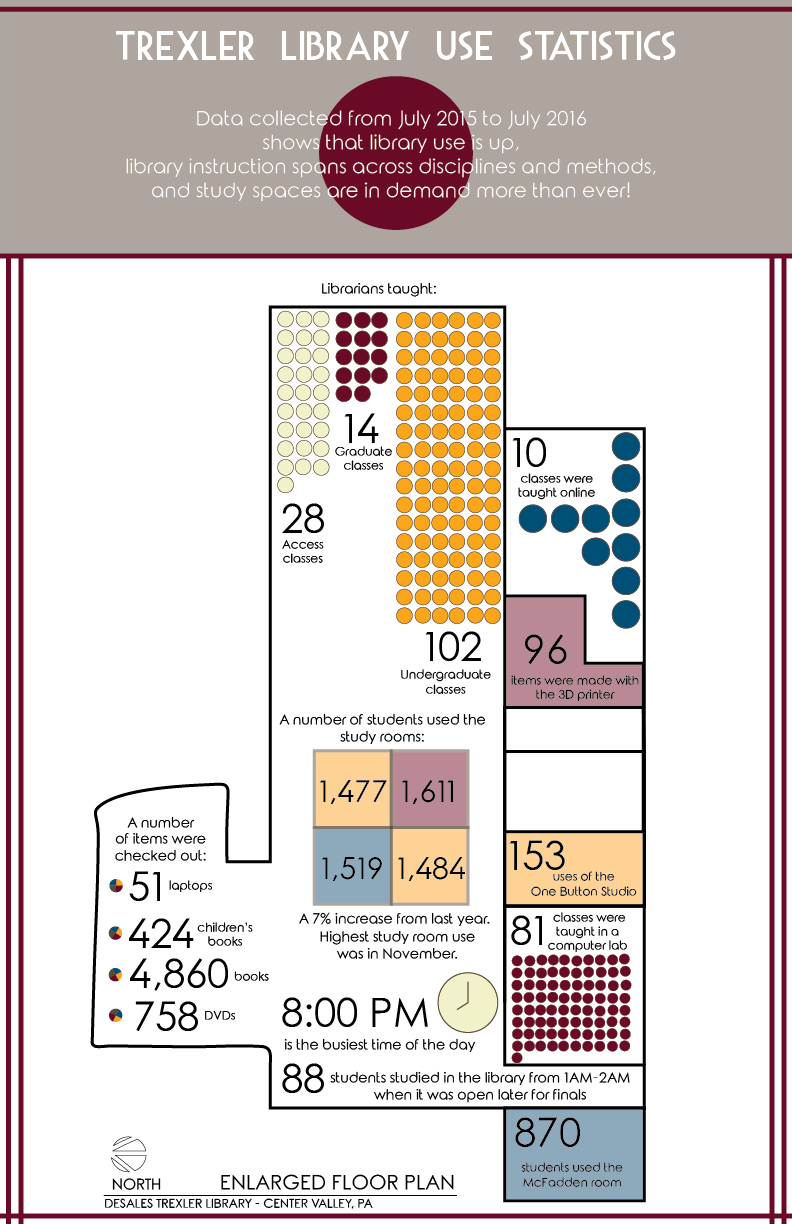 TREXLER LIBRARY USE STATISTICS
Data collected from July 2015 to July 2016
shows that library use is up,
library instruction spans across disciplines and methods,
and study spaces are in demand more than ever!
Librarians taught:
14
Graduate
classes
28
Access
classes
102
Undergraduate
classes
10
classes were
taught online
96
items were made with
the 3D printer
A number of students used the
study rooms:
1,477 1,611
1,519 1,484
A 7% increase from last year.
Highest study room use
was in November.
A number
of items were
checked out:
51 laptops
424 children's
books
4,860 books
758 DVDs
153
uses of the
One Button Studio
81 classes were
taught in a
computer lab
8:00 PM
is the busiest time of the day
88 students studied in the library from 1AM-2AM
when it was open later for finals
870
students used the
McFadden room
NORTH
ENLARGED FLOOR PLAN
DESALES TREXLER LIBRARY - CENTER VALLEY, PA